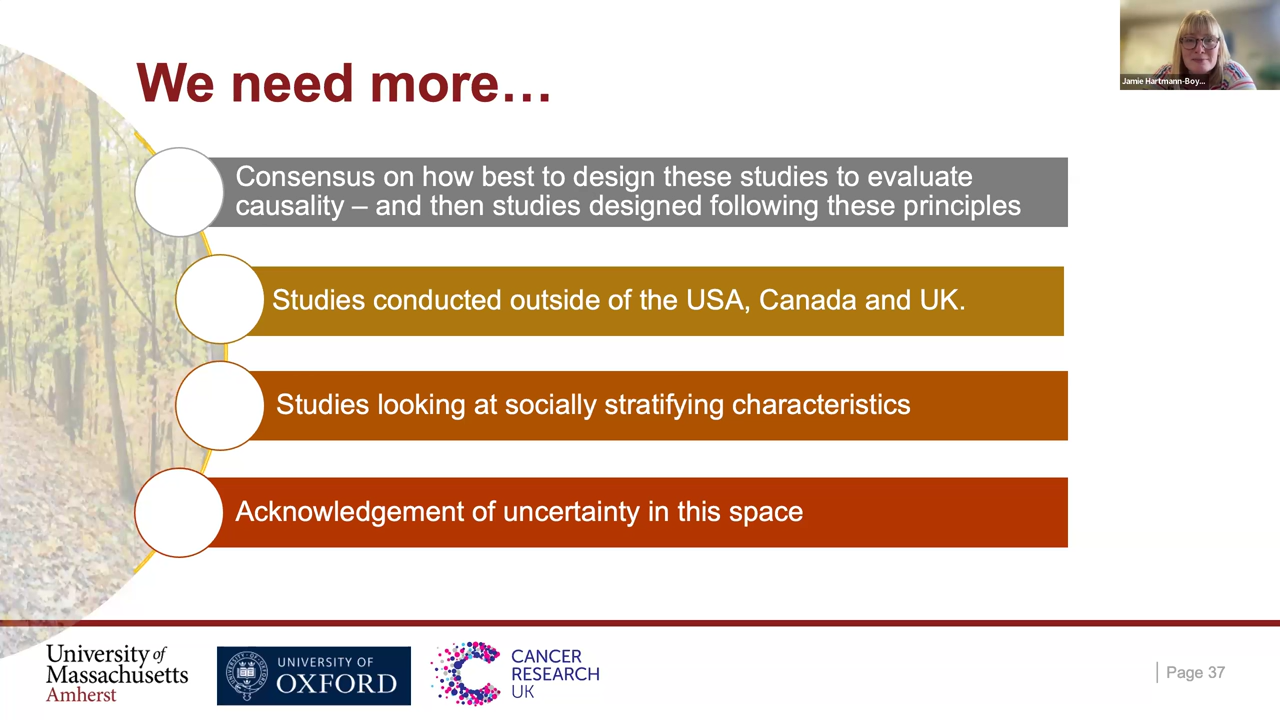 Jamie Hartmann-Boy...
We need more…
Consensus on how best to design these studies to evaluate
causality – and then studies designed following these principles
Studies conducted outside of the USA, Canada and UK.
Studies looking at socially stratifying characteristics
Acknowledgement of uncertainty in this space
University of
Massachusetts
Amherst
UNIVERSITY OF
OXFORD
CANCER
RESEARCH
UK
Page 37